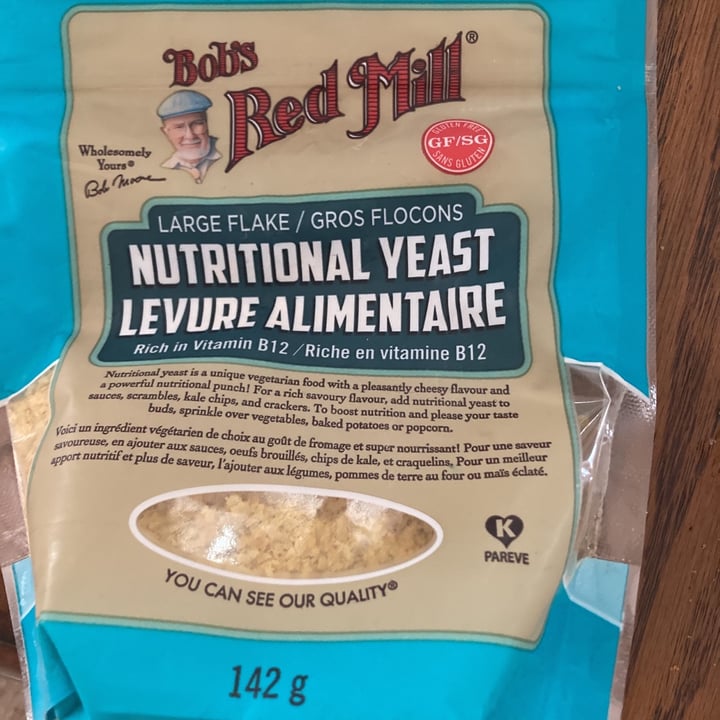 Bob's
Red Mill®
Wholesomely
Yours®
Bob Moore
GLUTEN FREE
GF/SG
SANS GLUTEN
LARGE FLAKE / GROS FLOCONS
NUTRITIONAL YEAST
LEVURE ALIMENTAIRE
Rich in Vitamin B12 / Riche en vitamine B12
Nutritional yeast is a unique vegetarian food with a pleasantly cheesy flavour and
a powerful nutritional punch! For a rich savoury flavour, add nutritional yeast to
sauces, scrambles, kale chips, and crackers. To boost nutrition and please your taste
buds, sprinkle over vegetables, baked potatoes or popcorn.
Voici un ingrédient végétarien de choix au goût de fromage et super nourrissant! Pour une saveur
savoureuse, en ajouter aux sauces, oeufs brouillés, chips de kale, et craquelins. Pour un meilleur
apport nutritif et plus de saveur, l'ajouter aux légumes, pommes de terre au four ou maïs éclaté.
K
PAREVE
YOU CAN SEE OUR QUALITY®
142 g